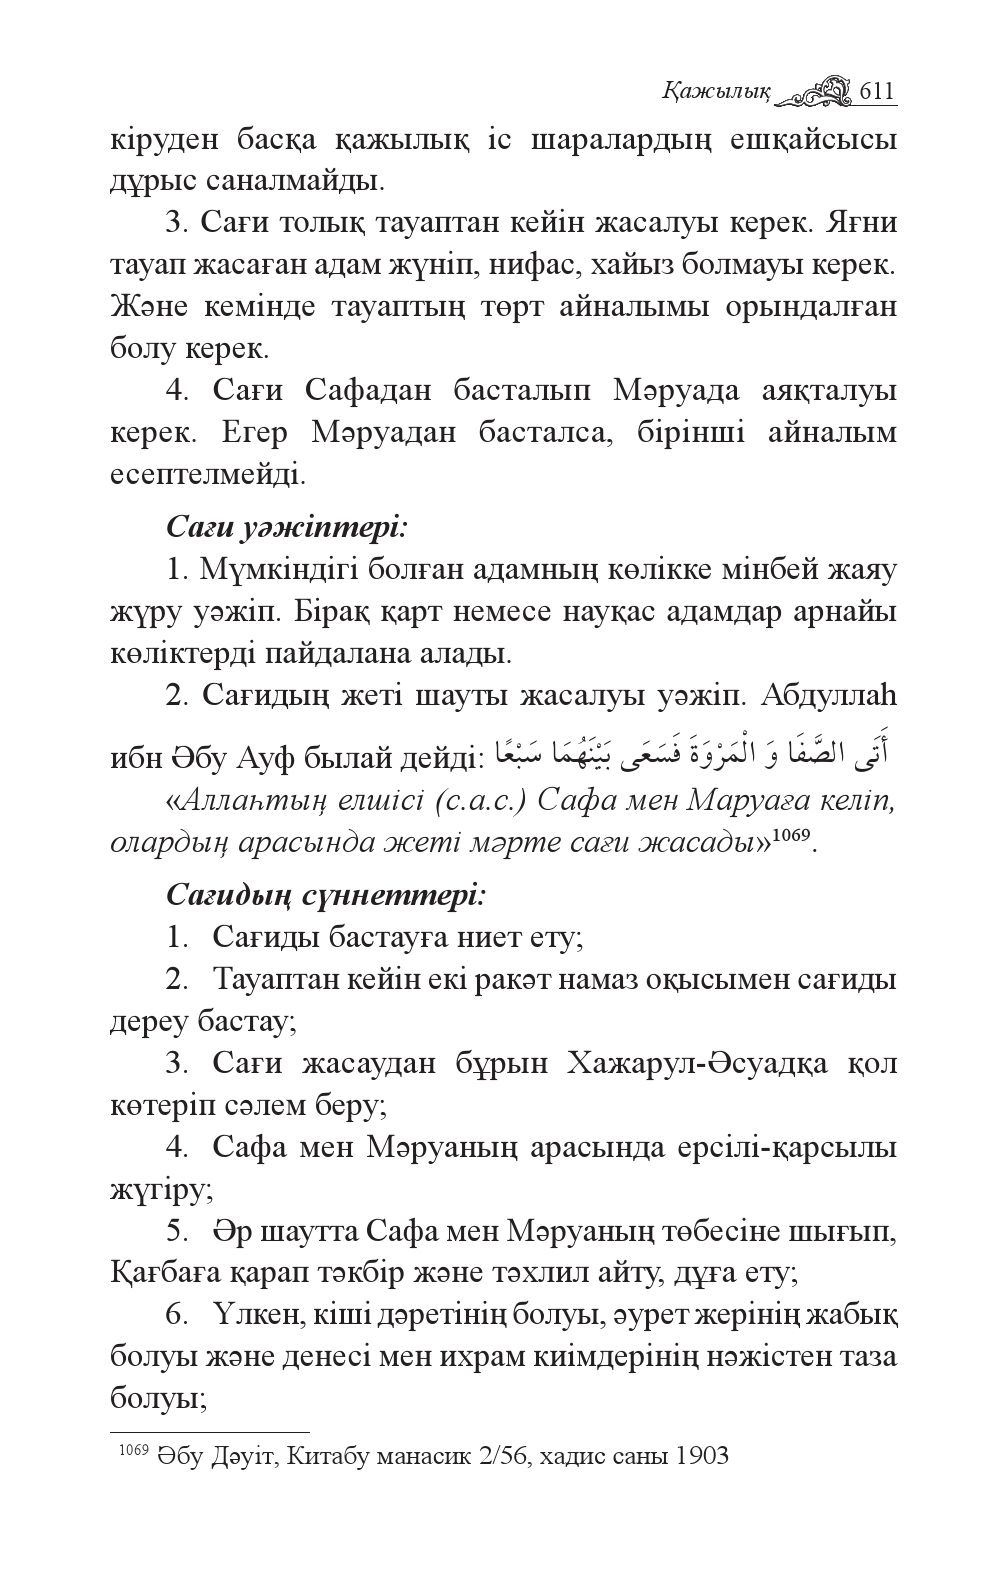 Қажылық 611
кіруден басқа қажылық іс шаралардың ешқайсысы
дұрыс саналмайды.
3. Сағи толық тауаптан кейін жасалуы керек. Яғни
тауап жасаған адам жүніп, нифас, хайыз болмауы керек.
Және кемінде тауаптың төрт айналымы орындалған
болу керек.
4. Сағи Сафадан басталып Мәруада аяқталуы
керек. Егер Мәруадан басталса, бірінші айналым
есептелмейді.
Сағи уәжіптері:
1. Мүмкіндігі болған адамның көлікке мінбей жаяу
жүру уәжіп. Бірақ қарт немесе науқас адамдар арнайы
көліктерді пайдалана алады.
2. Сағидың жеті шауты жасалуы уәжіп. Абдуллаһ
ибн Әбу Ауф былай дейді: أَتَى الصَّفَا وَ الْمَرْوَةَ فَسَعَى بَيْنَهُمَا سَبْعًا
«Аллаһтың елшісі (с.а.с.) Сафа мен Маруаға келіп,
олардың арасында жеті мәрте сағи жасады»¹⁰⁶⁹.
Сағидың сүннеттері:
1. Сағиды бастауға ниет ету;
2. Тауаптан кейін екі ракәт намаз оқысымен сағиды
дереу бастау;
3. Сағи жасаудан бұрын Хажарул-Әсуадқа қол
көтеріп сәлем беру;
4. Сафа мен Мәруаның арасында ерсілі-қарсылы
жүгіру;
5. Әр шаутта Сафа мен Мәруаның төбесіне шығып,
Қағбаға қарап тәкбір және тәхлил айту, дұға ету;
6. Үлкен, кіші дәретінің болуы, әурет жерінің жабық
болуы және денесі мен ихрам киімдерінің нәжістен таза
болуы;
¹⁰⁶⁹ Әбу Дәуіт, Китабу манасик 2/56, хадис саны 1903